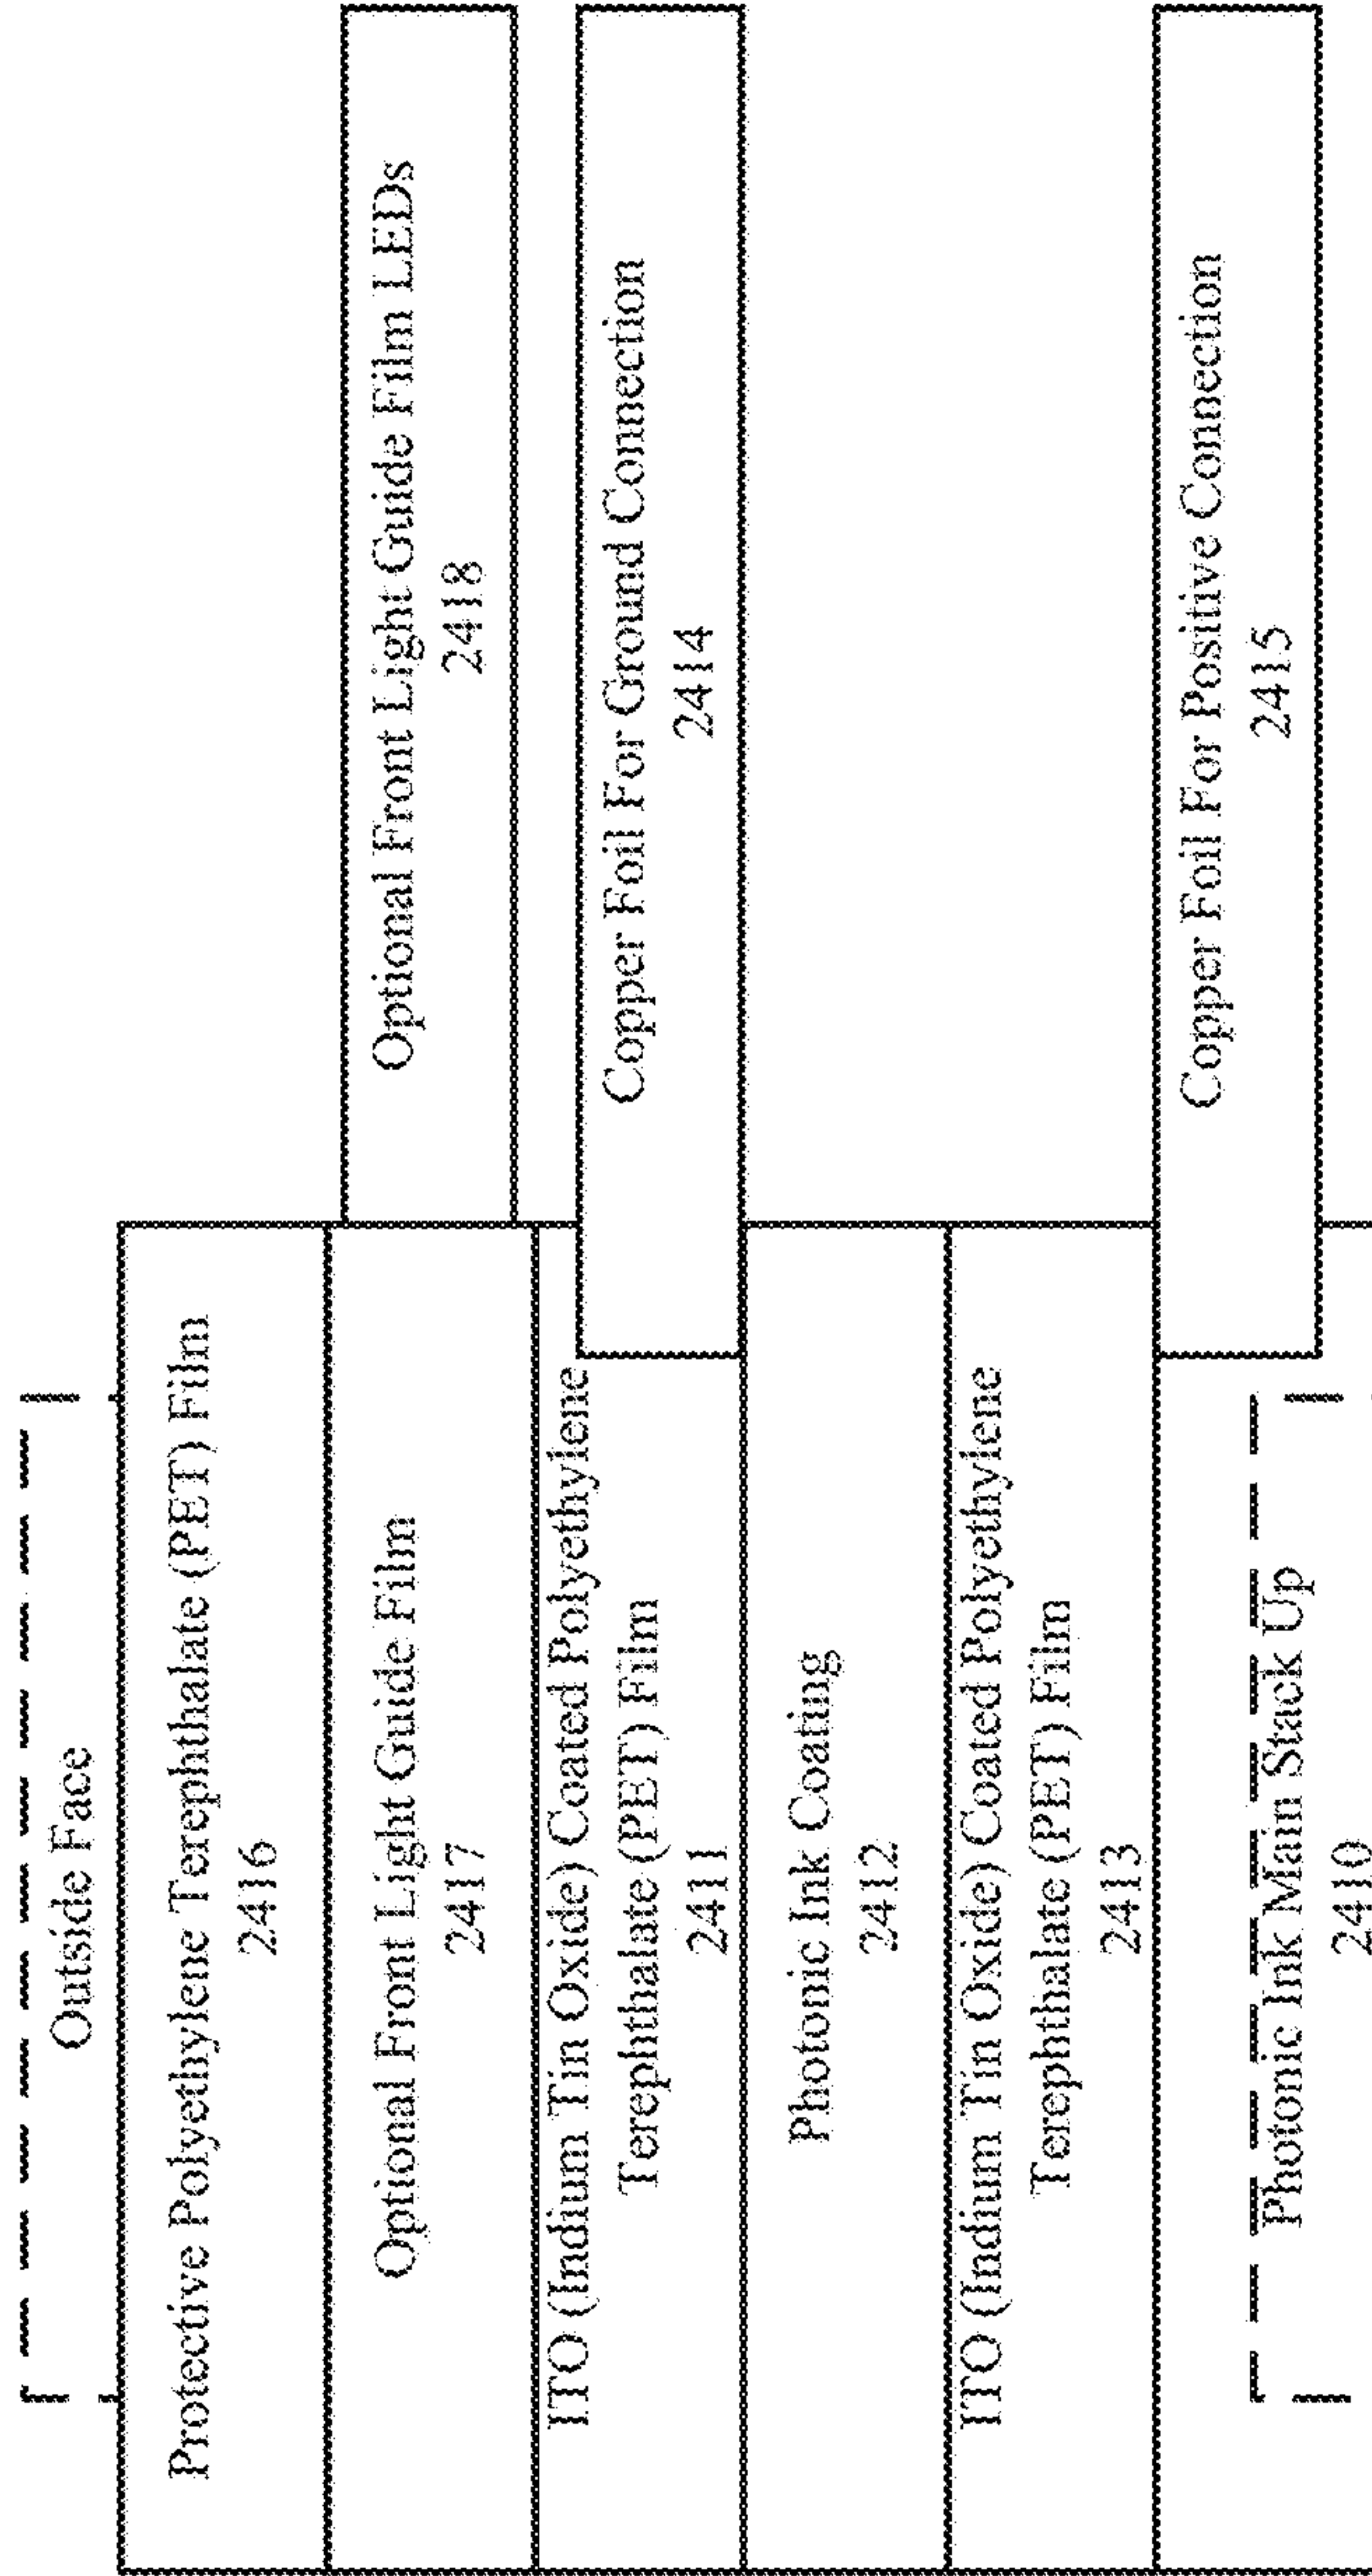 Outside Face
Protective Polyethylene Terephthalate (PET) Film
2416
Optional Front Light Guide Film
2417
Optional Front Light Guide Film LEDs
2418
ITO (Indium Tin Oxide) Coated Polyethylene
Terephthalate (PET) Film
2411
Copper Foil For Ground Connection
2414
Photonic Ink Coating
2412
ITO (Indium Tin Oxide) Coated Polyethylene
Terephthalate (PET) Film
2413
Copper Foil For Positive Connection
2415
Photonic Ink Main Stack Up
2410